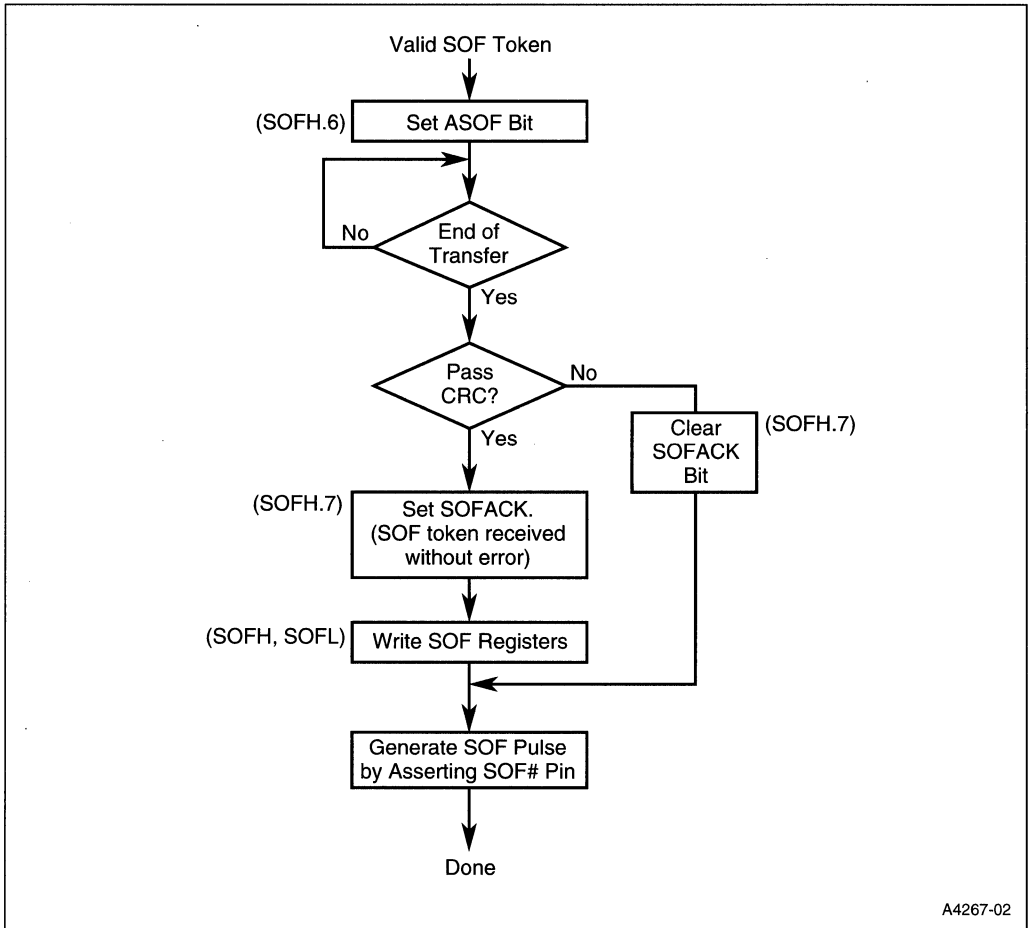 Valid SOF Token
(SOFH.6)
Set ASOF Bit
No
End of
Transfer
Yes
Pass
CRC?
No
Yes
Clear
SOFACK
Bit
(SOFH.7)
(SOFH.7)
Set SOFACK.
(SOF token received
without error)
(SOFH, SOFL)
Write SOF Registers
Generate SOF Pulse
by Asserting SOF# Pin
Done
A4267-02